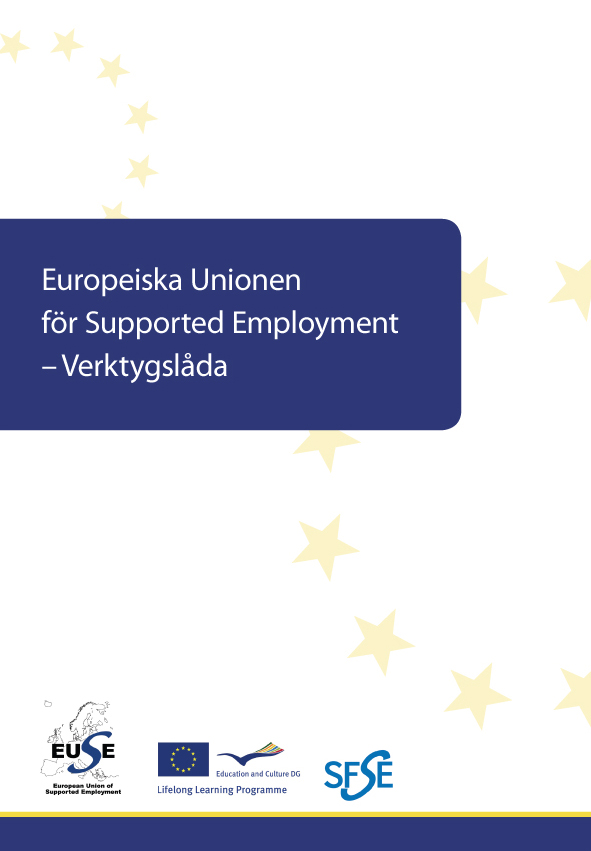 Europeiska Unionen
för Supported Employment
– Verktygslåda
EUSE
European Union of
Supported Employment
Education and Culture DG
Lifelong Learning Programme
SFSE